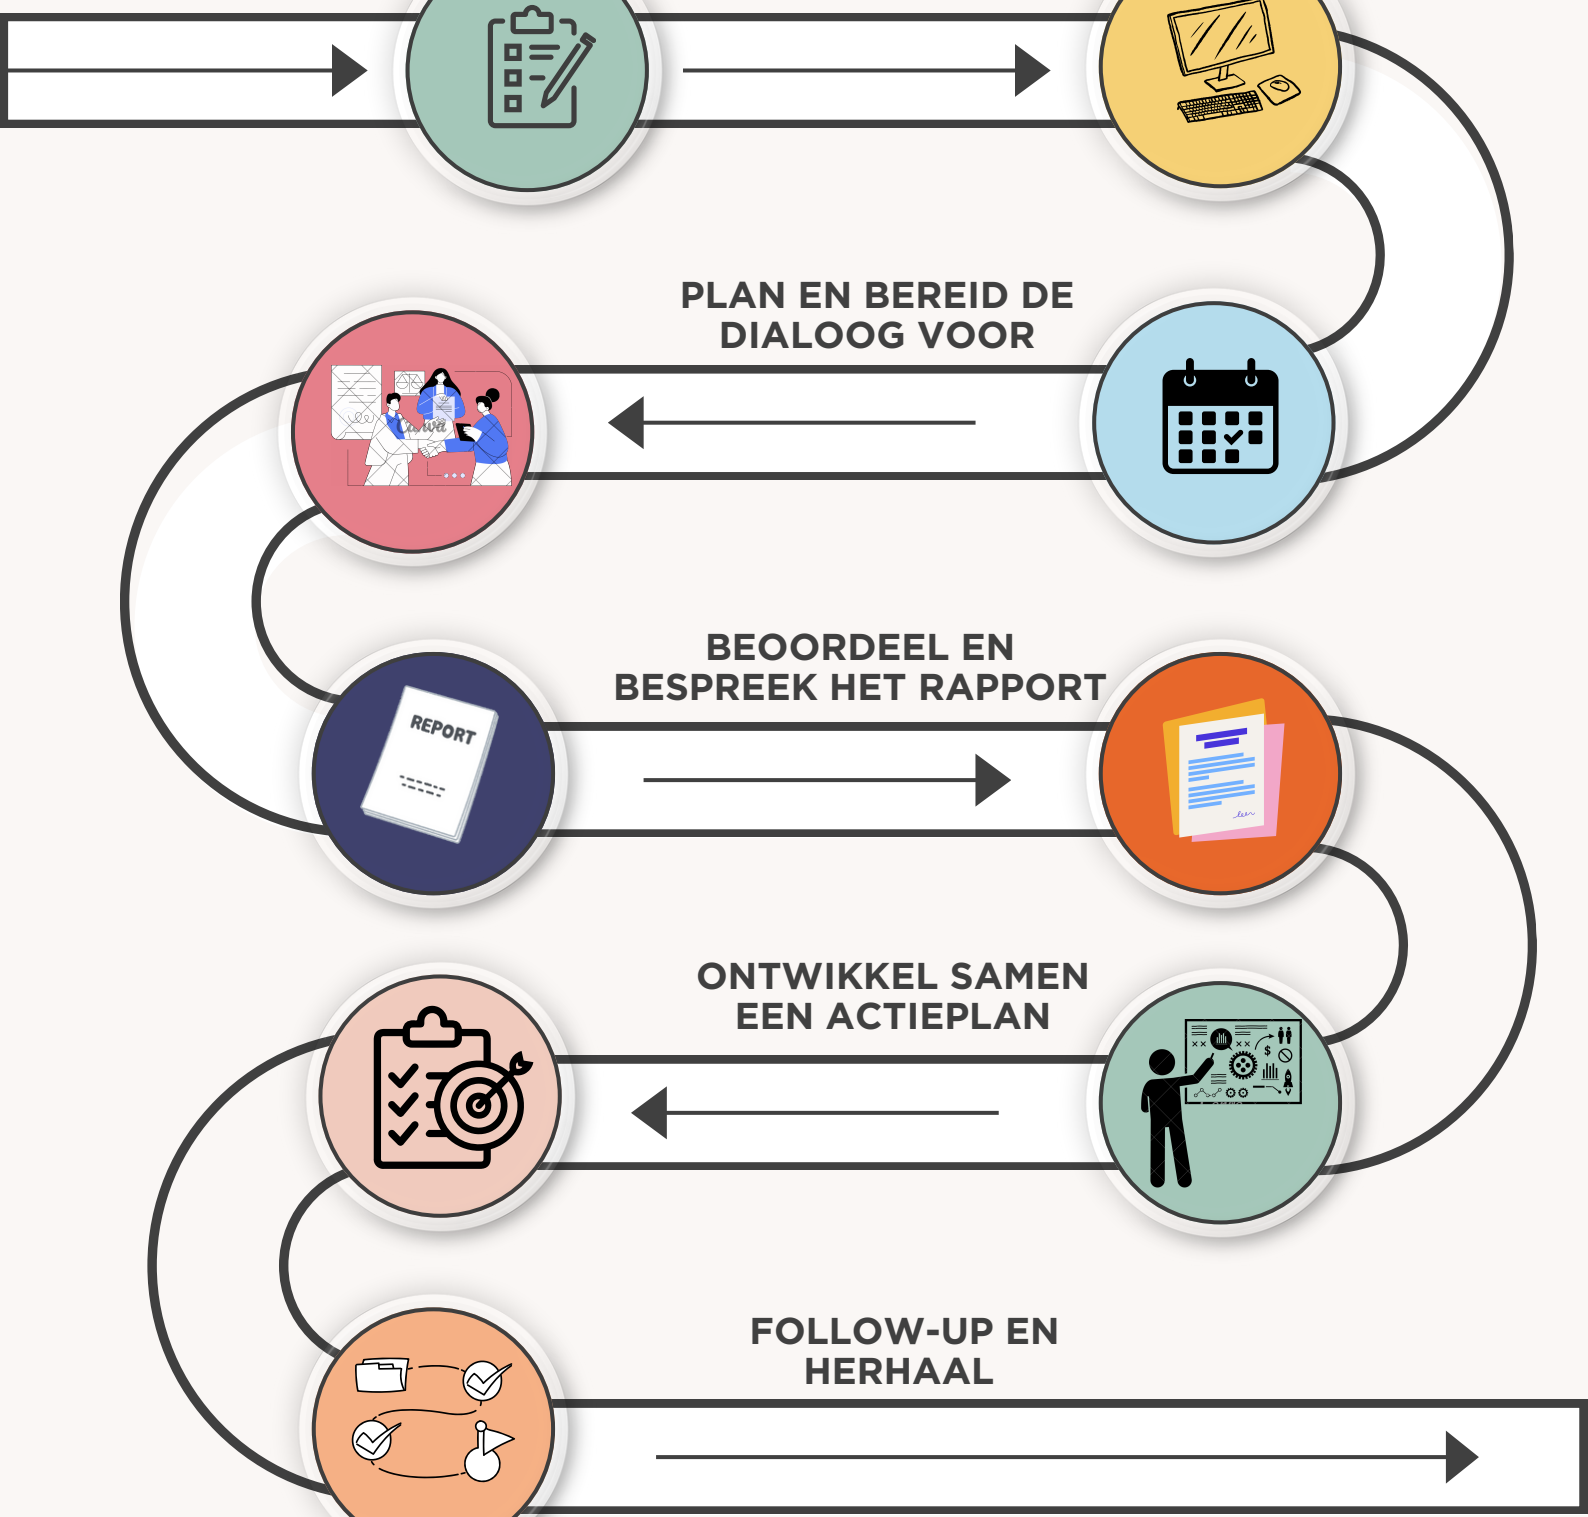 PLAN EN BEREID DE
DIALOOG VOOR
Canva
BEOORDEEL EN
BESPREEK HET RAPPORT
REPORT
ONTWIKKEL SAMEN
EEN ACTIEPLAN
$
FOLLOW-UP EN
HERHAAL